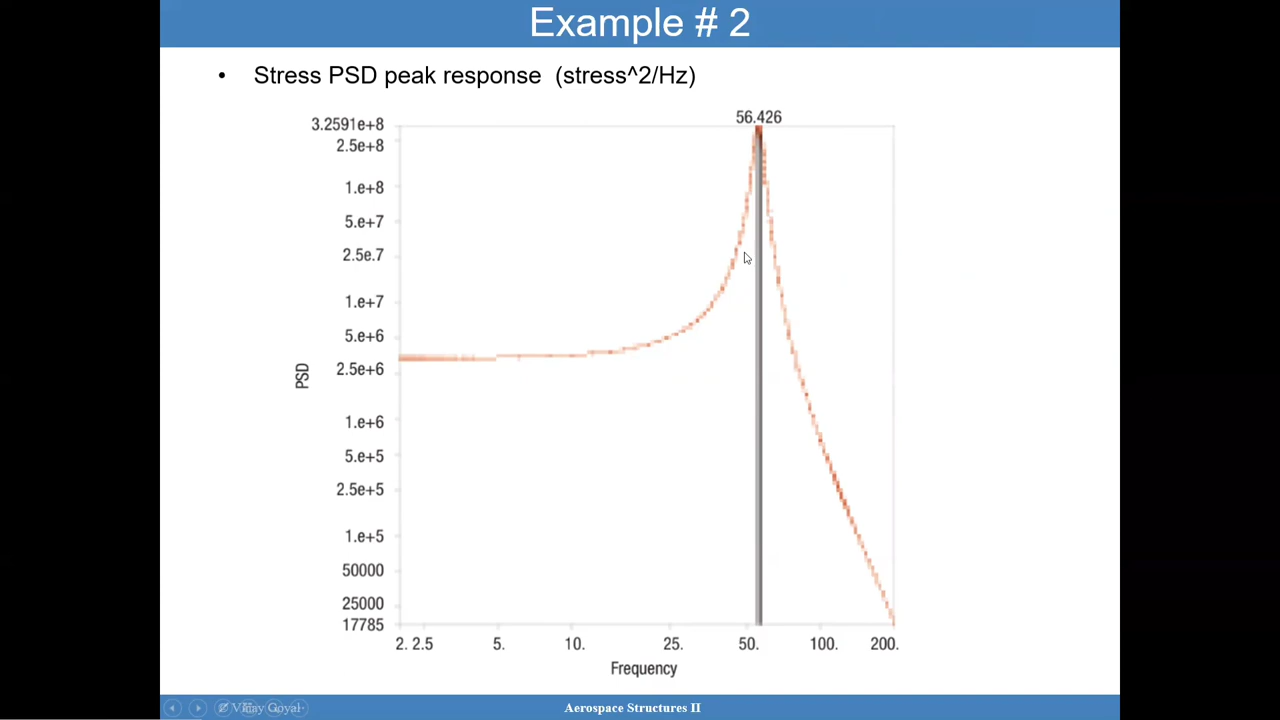 Example # 2
• Stress PSD peak response (stress^2/Hz)
56.426
3.2591e+8
2.5e+8
1.e+8
5.e+7
2.5e.7
1.e+7
5.e+6
2.5e+6
1.e+6
5.e+5
2.5e+5
1.e+5
50000
25000
17785
PSD
2. 2.5 5. 10. 25. 50. 100. 200.
Frequency
Vijay Goyal
Aerospace Structures II